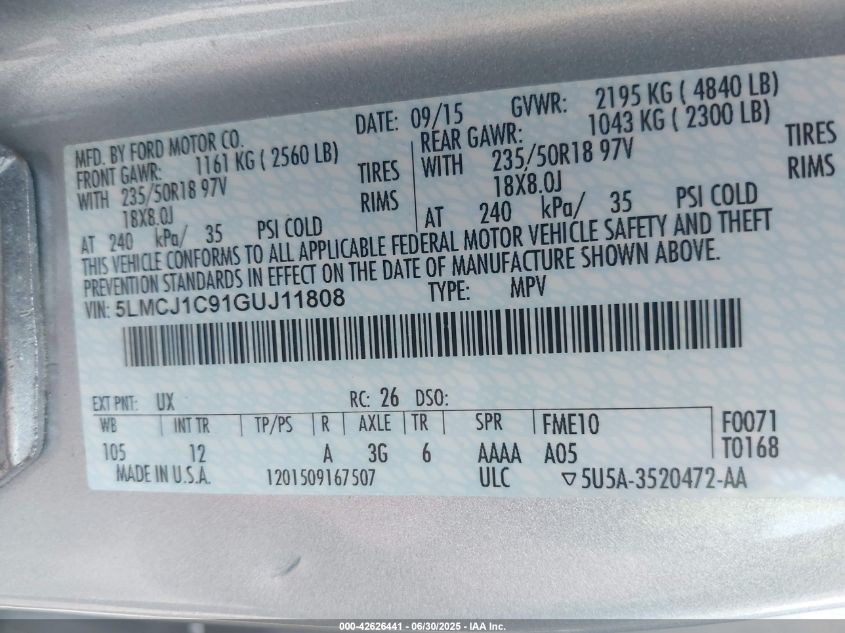 MFD. BY FORD MOTOR CO.
DATE: 09/15
GVWR: 2195 KG ( 4840 LB)
FRONT GAWR: 1161 KG ( 2560 LB)
WITH 235/50R18 97V TIRES
18X8.0J RIMS
AT 240 kPa/ 35 PSI COLD
REAR GAWR: 1043 KG ( 2300 LB)
WITH 235/50R18 97V TIRES
18X8.0J RIMS
AT 240 kPa/ 35 PSI COLD
THIS VEHICLE CONFORMS TO ALL APPLICABLE FEDERAL MOTOR VEHICLE SAFETY AND THEFT
PREVENTION STANDARDS IN EFFECT ON THE DATE OF MANUFACTURE SHOWN ABOVE.
VIN: 5LMCJ1C91GUJ11808 TYPE: MPV
EXT PNT: UX RC: 26 DSO:
WB INT TR TP/PS R AXLE TR SPR FME10 F0071
105 12 A 3G 6 AAAA A05 T0168
MADE IN U.S.A. 1201509167507 ULC ▽5U5A-3520472-AA
000-42626441 - 06/30/2025 - IAA Inc.